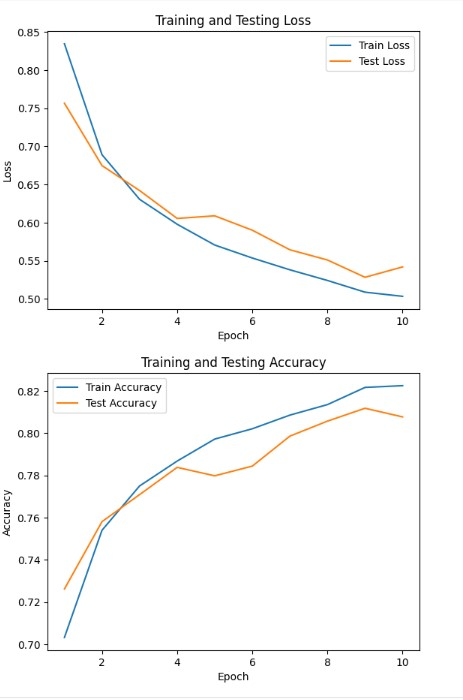 Training and Testing Loss
0.85
0.80
0.75
0.70
0.65
0.60
0.55
0.50
Loss
Train Loss
Test Loss
2
4
6
8
10
Epoch
Training and Testing Accuracy
0.82
0.80
0.78
0.76
0.74
0.72
0.70
Accuracy
Train Accuracy
Test Accuracy
2
4
6
8
10
Epoch